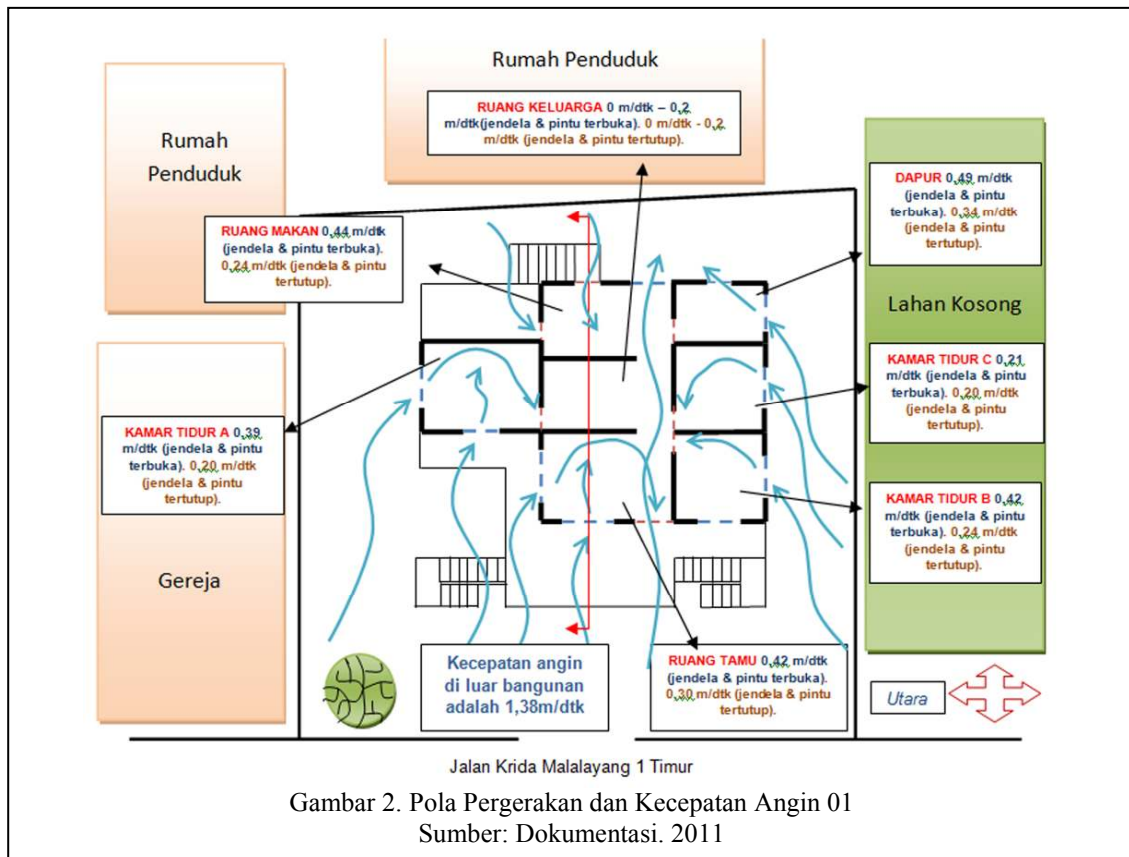 Rumah Penduduk
RUANG KELUARGA 0 m/dtk – 0,2
m/dtk(jendela & pintu terbuka).
0 m/dtk - 0,2
m/dtk (jendela & pintu tertutup).
Rumah
Penduduk
RUANG MAKAN 0,44 m/dtk
(jendela & pintu terbuka).
0,24 m/dtk (jendela & pintu
tertutup).
DAPUR 0,49 m/dtk
(jendela & pintu
terbuka). 0,34 m/dtk
(jendela & pintu
tertutup).
Lahan Kosong
KAMAR TIDUR C 0,21
m/dtk (jendela & pintu
terbuka). 0,20 m/dtk
(jendela & pintu
tertutup).
KAMAR TIDUR A 0,39
m/dtk (jendela & pintu
terbuka). 0,20 m/dtk
(jendela & pintu
tertutup).
KAMAR TIDUR B 0,42
m/dtk (jendela & pintu
terbuka). 0,24 m/dtk
(jendela & pintu
tertutup).
Gereja
Kecepatan angin
di luar bangunan
adalah 1,38m/dtk
RUANG TAMU 0,42 m/dtk
(jendela & pintu terbuka).
0,30 m/dtk (jendela & pintu
tertutup).
Utara
Jalan Krida Malalayang 1 Timur
Gambar 2. Pola Pergerakan dan Kecepatan Angin 01
Sumber: Dokumentasi. 2011